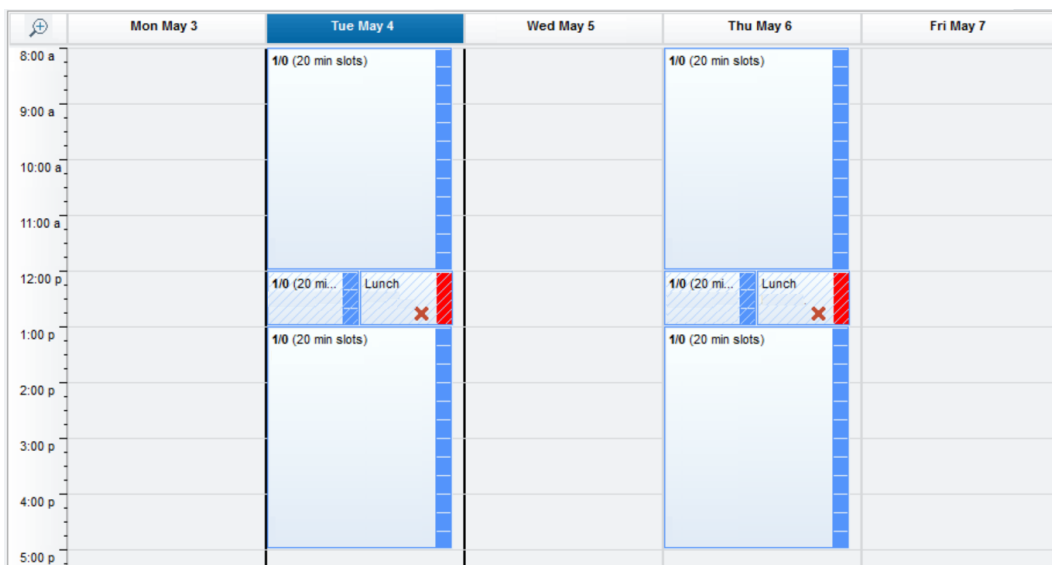 Mon May 3 Tue May 4 Wed May 5 Thu May 6 Fri May 7
8:00 a
1/0 (20 min slots) 1/0 (20 min slots)
9:00 a
10:00 a
11:00 a
12:00 p
1/0 (20 mi... Lunch 1/0 (20 mi... Lunch
1:00 p
1/0 (20 min slots) 1/0 (20 min slots)
2:00 p
3:00 p
4:00 p
5:00 p